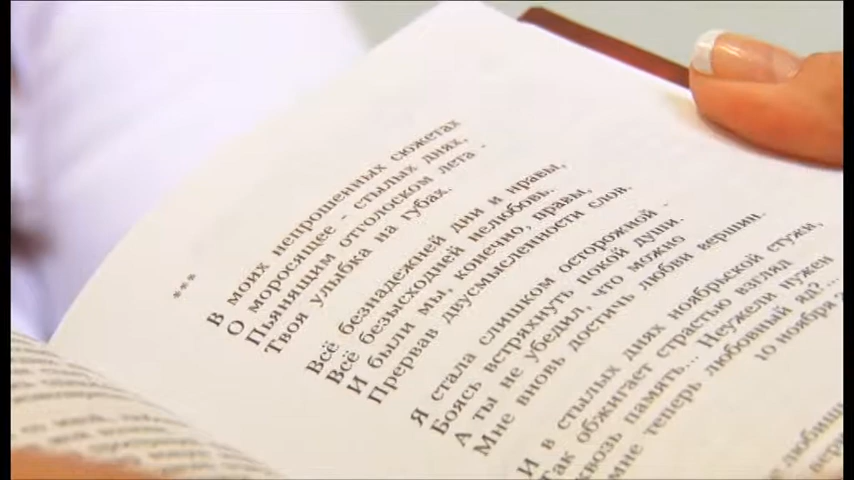 ***
В моих непрошенных сюжетах
О моросящее - стылых днях,
Пьянящим отголоском лета -
Твоя улыбка на губах.
Всё безнадежней дни и нравы,
Всё безысходней нелюбовь.
И были мы, конечно, правы,
Прервав двусмысленности слов.
Я стала слишком осторожной -
Боясь встряхнуть покой души.
А ты не убедил, что можно
Мне вновь достичь любви вершин.
И в стылых днях ноябрьской стужи,
Так обжигает страстью взгляд
сквозь память... Неужели нужен
мне теперь любовный яд?...
10 ноября